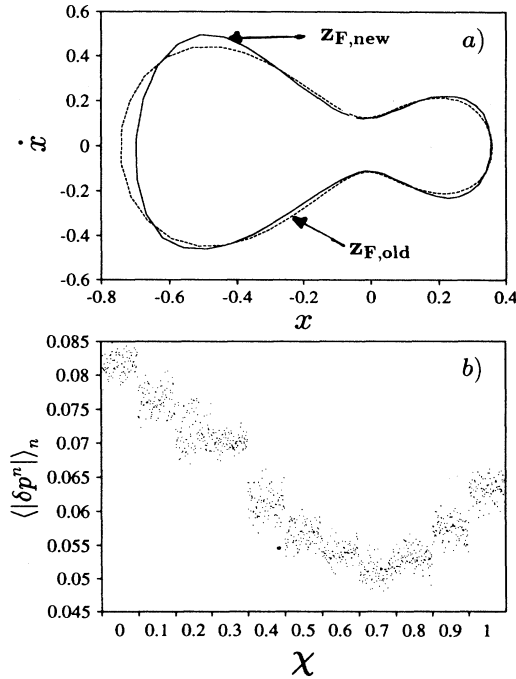 0.6
a)
z_F,new
0.4
0.2
ẋ
0
-0.2
-0.4
z_F,old
-0.6
-0.8 -0.6 -0.4 -0.2 0 0.2 0.4
x
0.085
b)
0.08
0.075
0.07
⟨|δpⁿ|⟩ₙ
0.065
0.06
0.055
0.05
0.045
0 0.1 0.2 0.3 0.4 0.5 0.6 0.7 0.8 0.9 1
χ